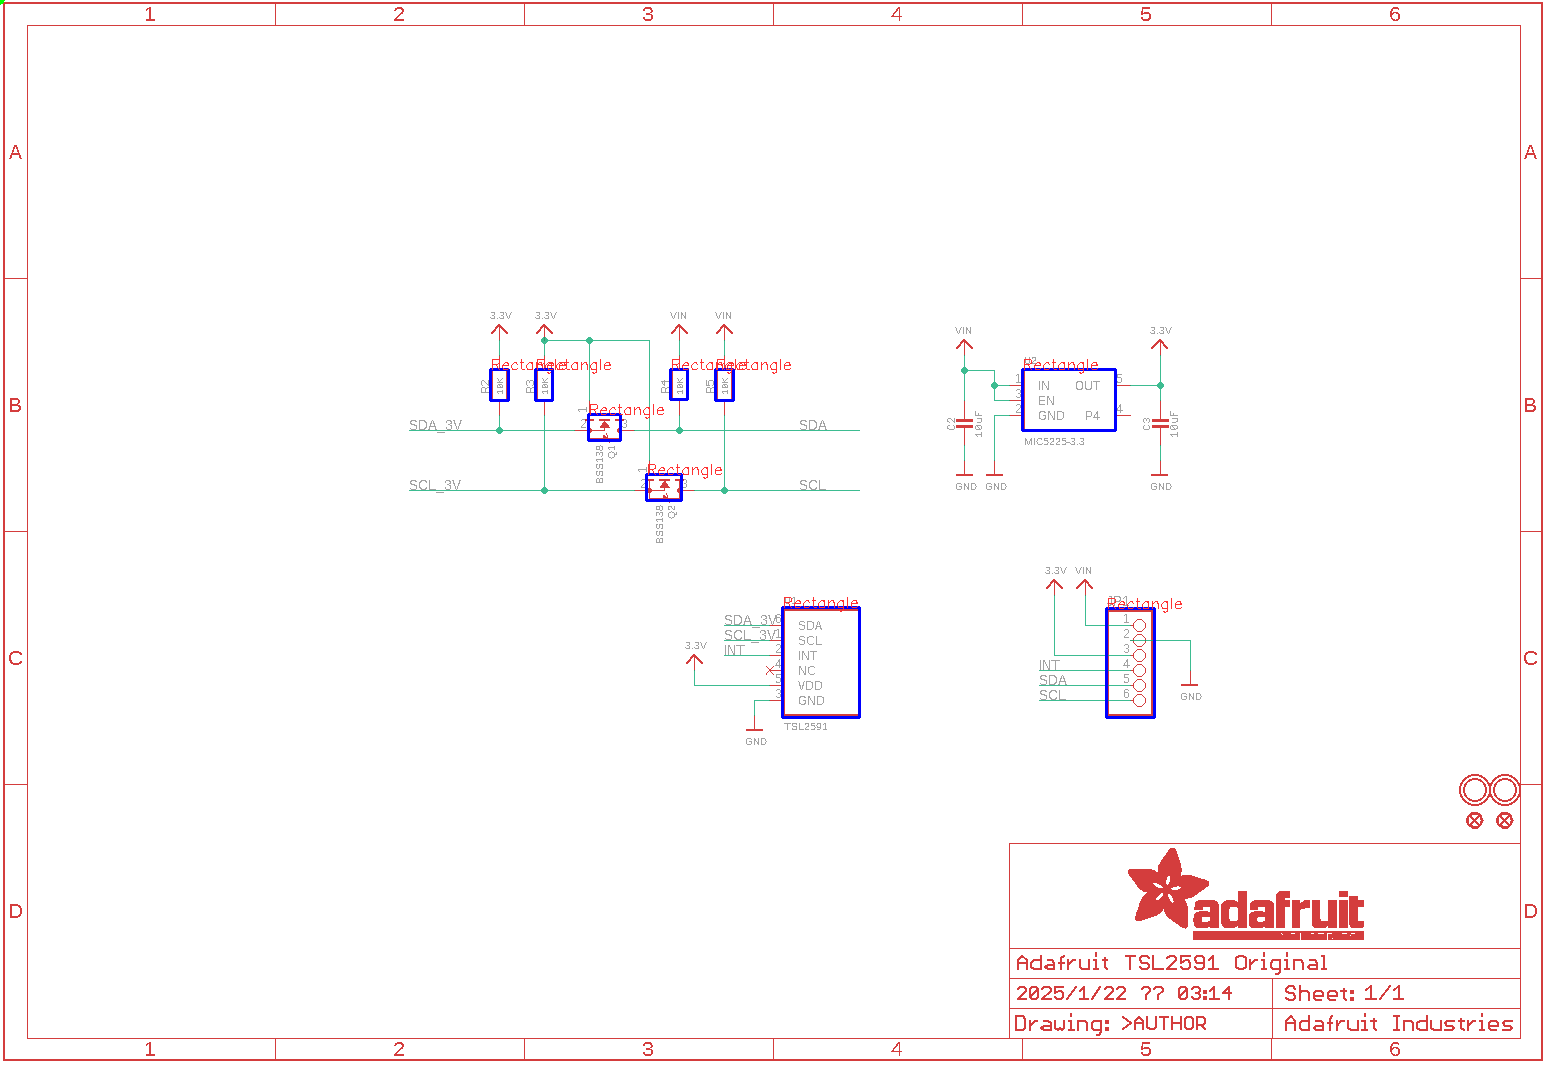 1 2 3 4 5 6
A A
3.3V 3.3V VIN VIN
VIN 3.3V
Rectangle Rectangle Rectangle Rectangle
Rectangle
R2 10K R3 10K R4 10K R5 10K
1 IN OUT 5
3 EN
2 GND P4 4
MIC5225-3.3
C2 10uF
C3 10uF
GND GND GND
B B
Rectangle
1 2 3
SDA_3V SDA
BSS138 Q1
Rectangle
1 2 3
SCL_3V SCL
BSS138 Q2
3.3V VIN
Rectangle
Rectangle
SDA_3V 6 SDA
SCL_3V 1 SCL
INT 2 INT
4 NC
3.3V
5 VDD
3 GND
TSL2591
GND
1
2
3
INT 4
SDA 5
SCL 6
GND
C C
D D
adafruit
Adafruit TSL2591 Original
2025/1/22 ?? 03:14 Sheet: 1/1
Drawing: >AUTHOR Adafruit Industries
1 2 3 4 5 6